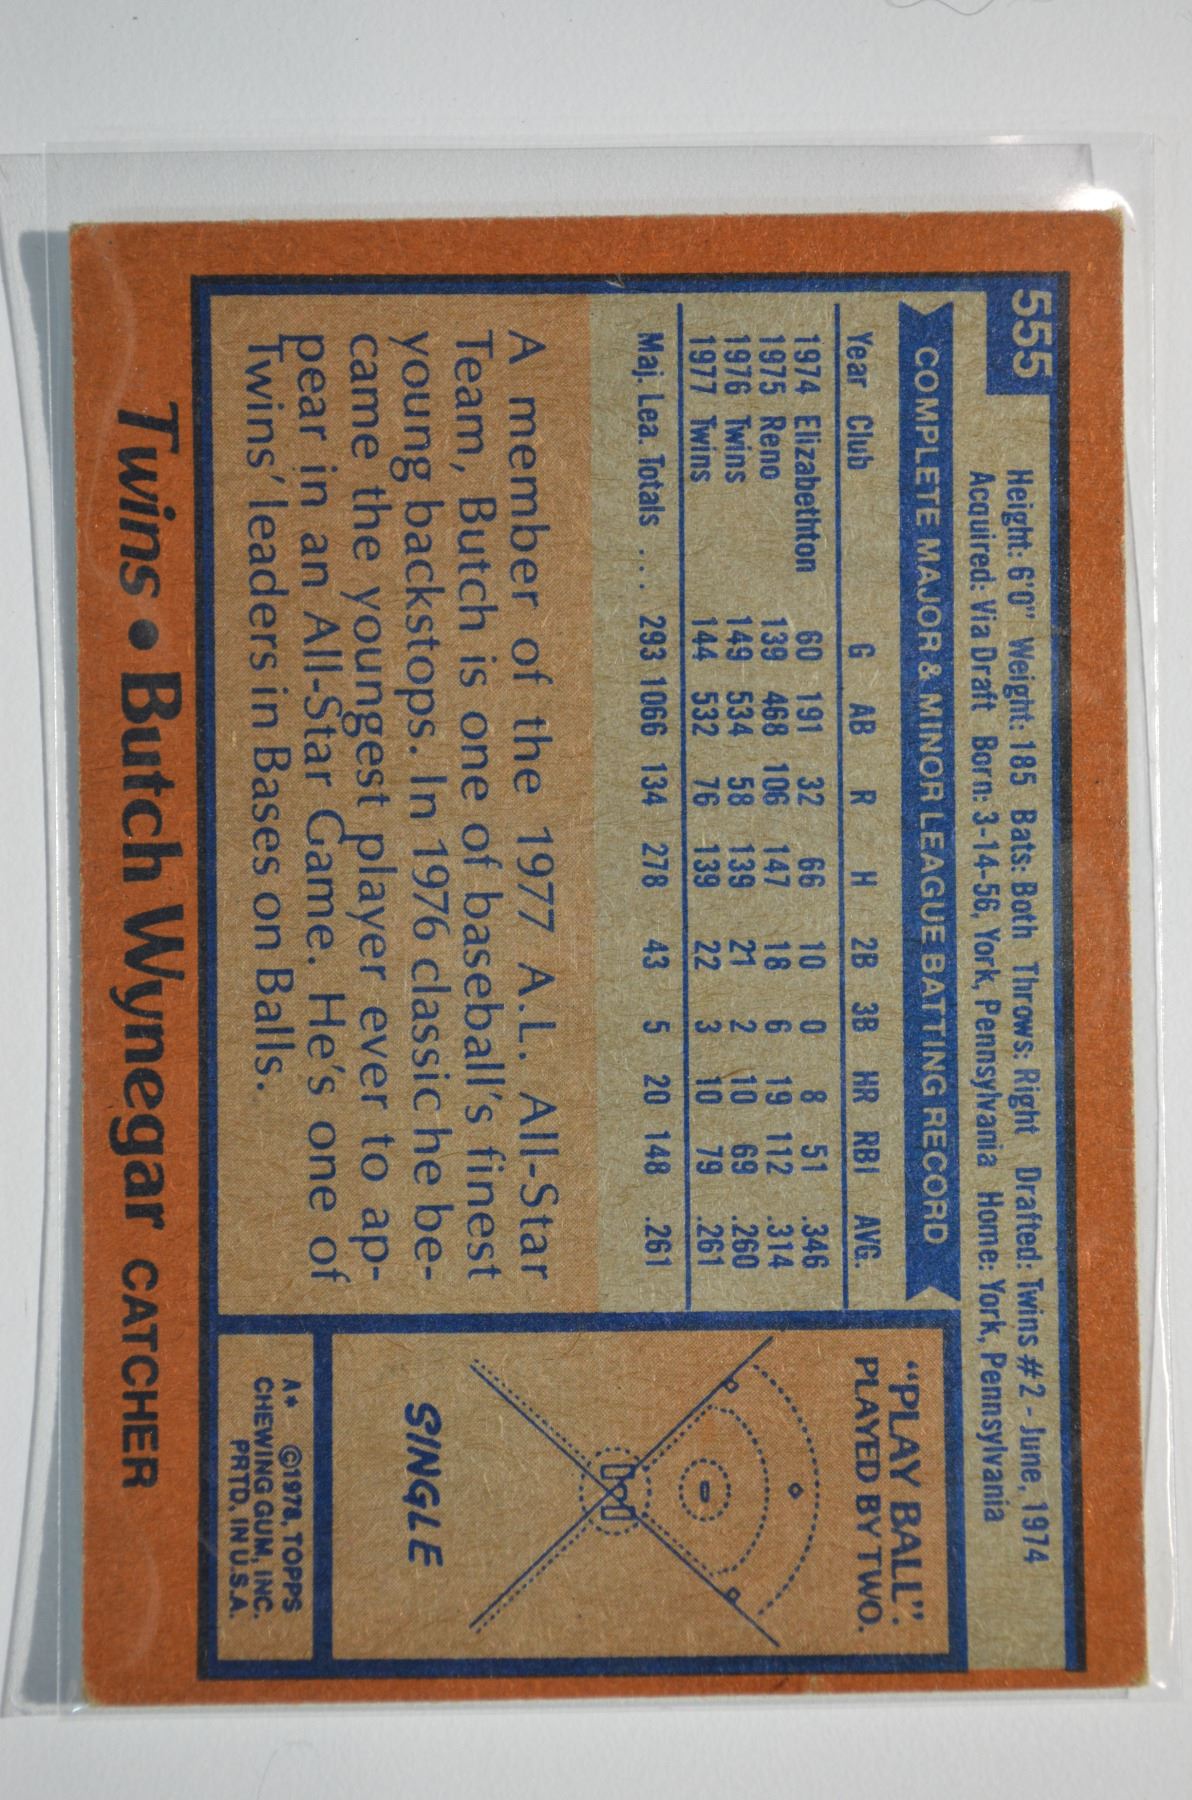 555
Height: 6'0" Weight: 185 Bats: Both Throws: Right Drafted: Twins #2 - June, 1974
Acquired: Via Draft Born: 3-14-56, York, Pennsylvania Home: York, Pennsylvania
COMPLETE MAJOR & MINOR LEAGUE BATTING RECORD
Year Club G AB R H 2B 3B HR RBI AVG.
1974 Elizabethton 60 191 32 66 10 0 8 51 .346
1975 Reno 139 468 106 147 18 6 19 112 .314
1976 Twins 149 534 58 139 21 2 10 69 .260
1977 Twins 144 532 76 139 22 3 10 79 .261
Maj. Lea. Totals . . . 293 1066 134 278 43 5 20 148 .261
A member of the 1977 A.L. All-Star
Team, Butch is one of baseball's finest
young backstops. In 1976 classic he be-
came the youngest player ever to ap-
pear in an All-Star Game. He's one of
Twins' leaders in Bases on Balls.
"PLAY BALL":
PLAYED BY TWO.
SINGLE
A* ©1978, TOPPS
CHEWING GUM, INC.
PRTD. IN U.S.A.
Twins • Butch Wynegar CATCHER